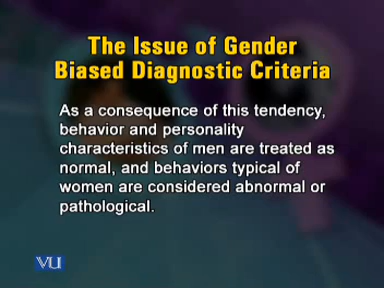 The Issue of Gender
Biased Diagnostic Criteria
As a consequence of this tendency,
behavior and personality
characteristics of men are treated as
normal, and behaviors typical of
women are considered abnormal or
pathological.
VU